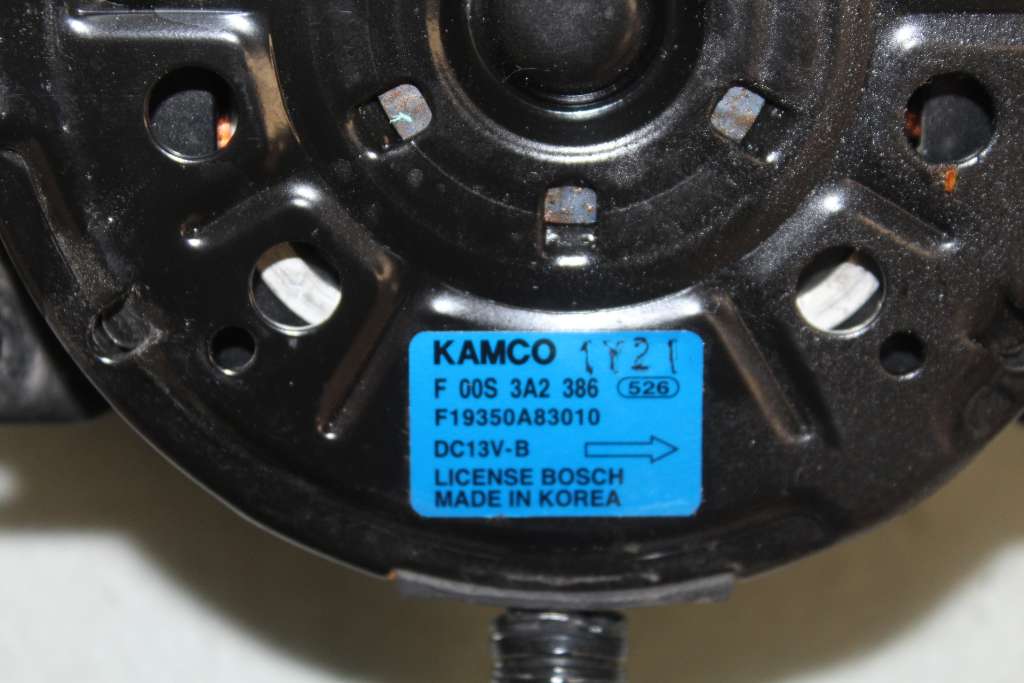 KAMCO 1Y21
F 00S 3A2 386 526
F19350A83010
DC13V-B
LICENSE BOSCH
MADE IN KOREA